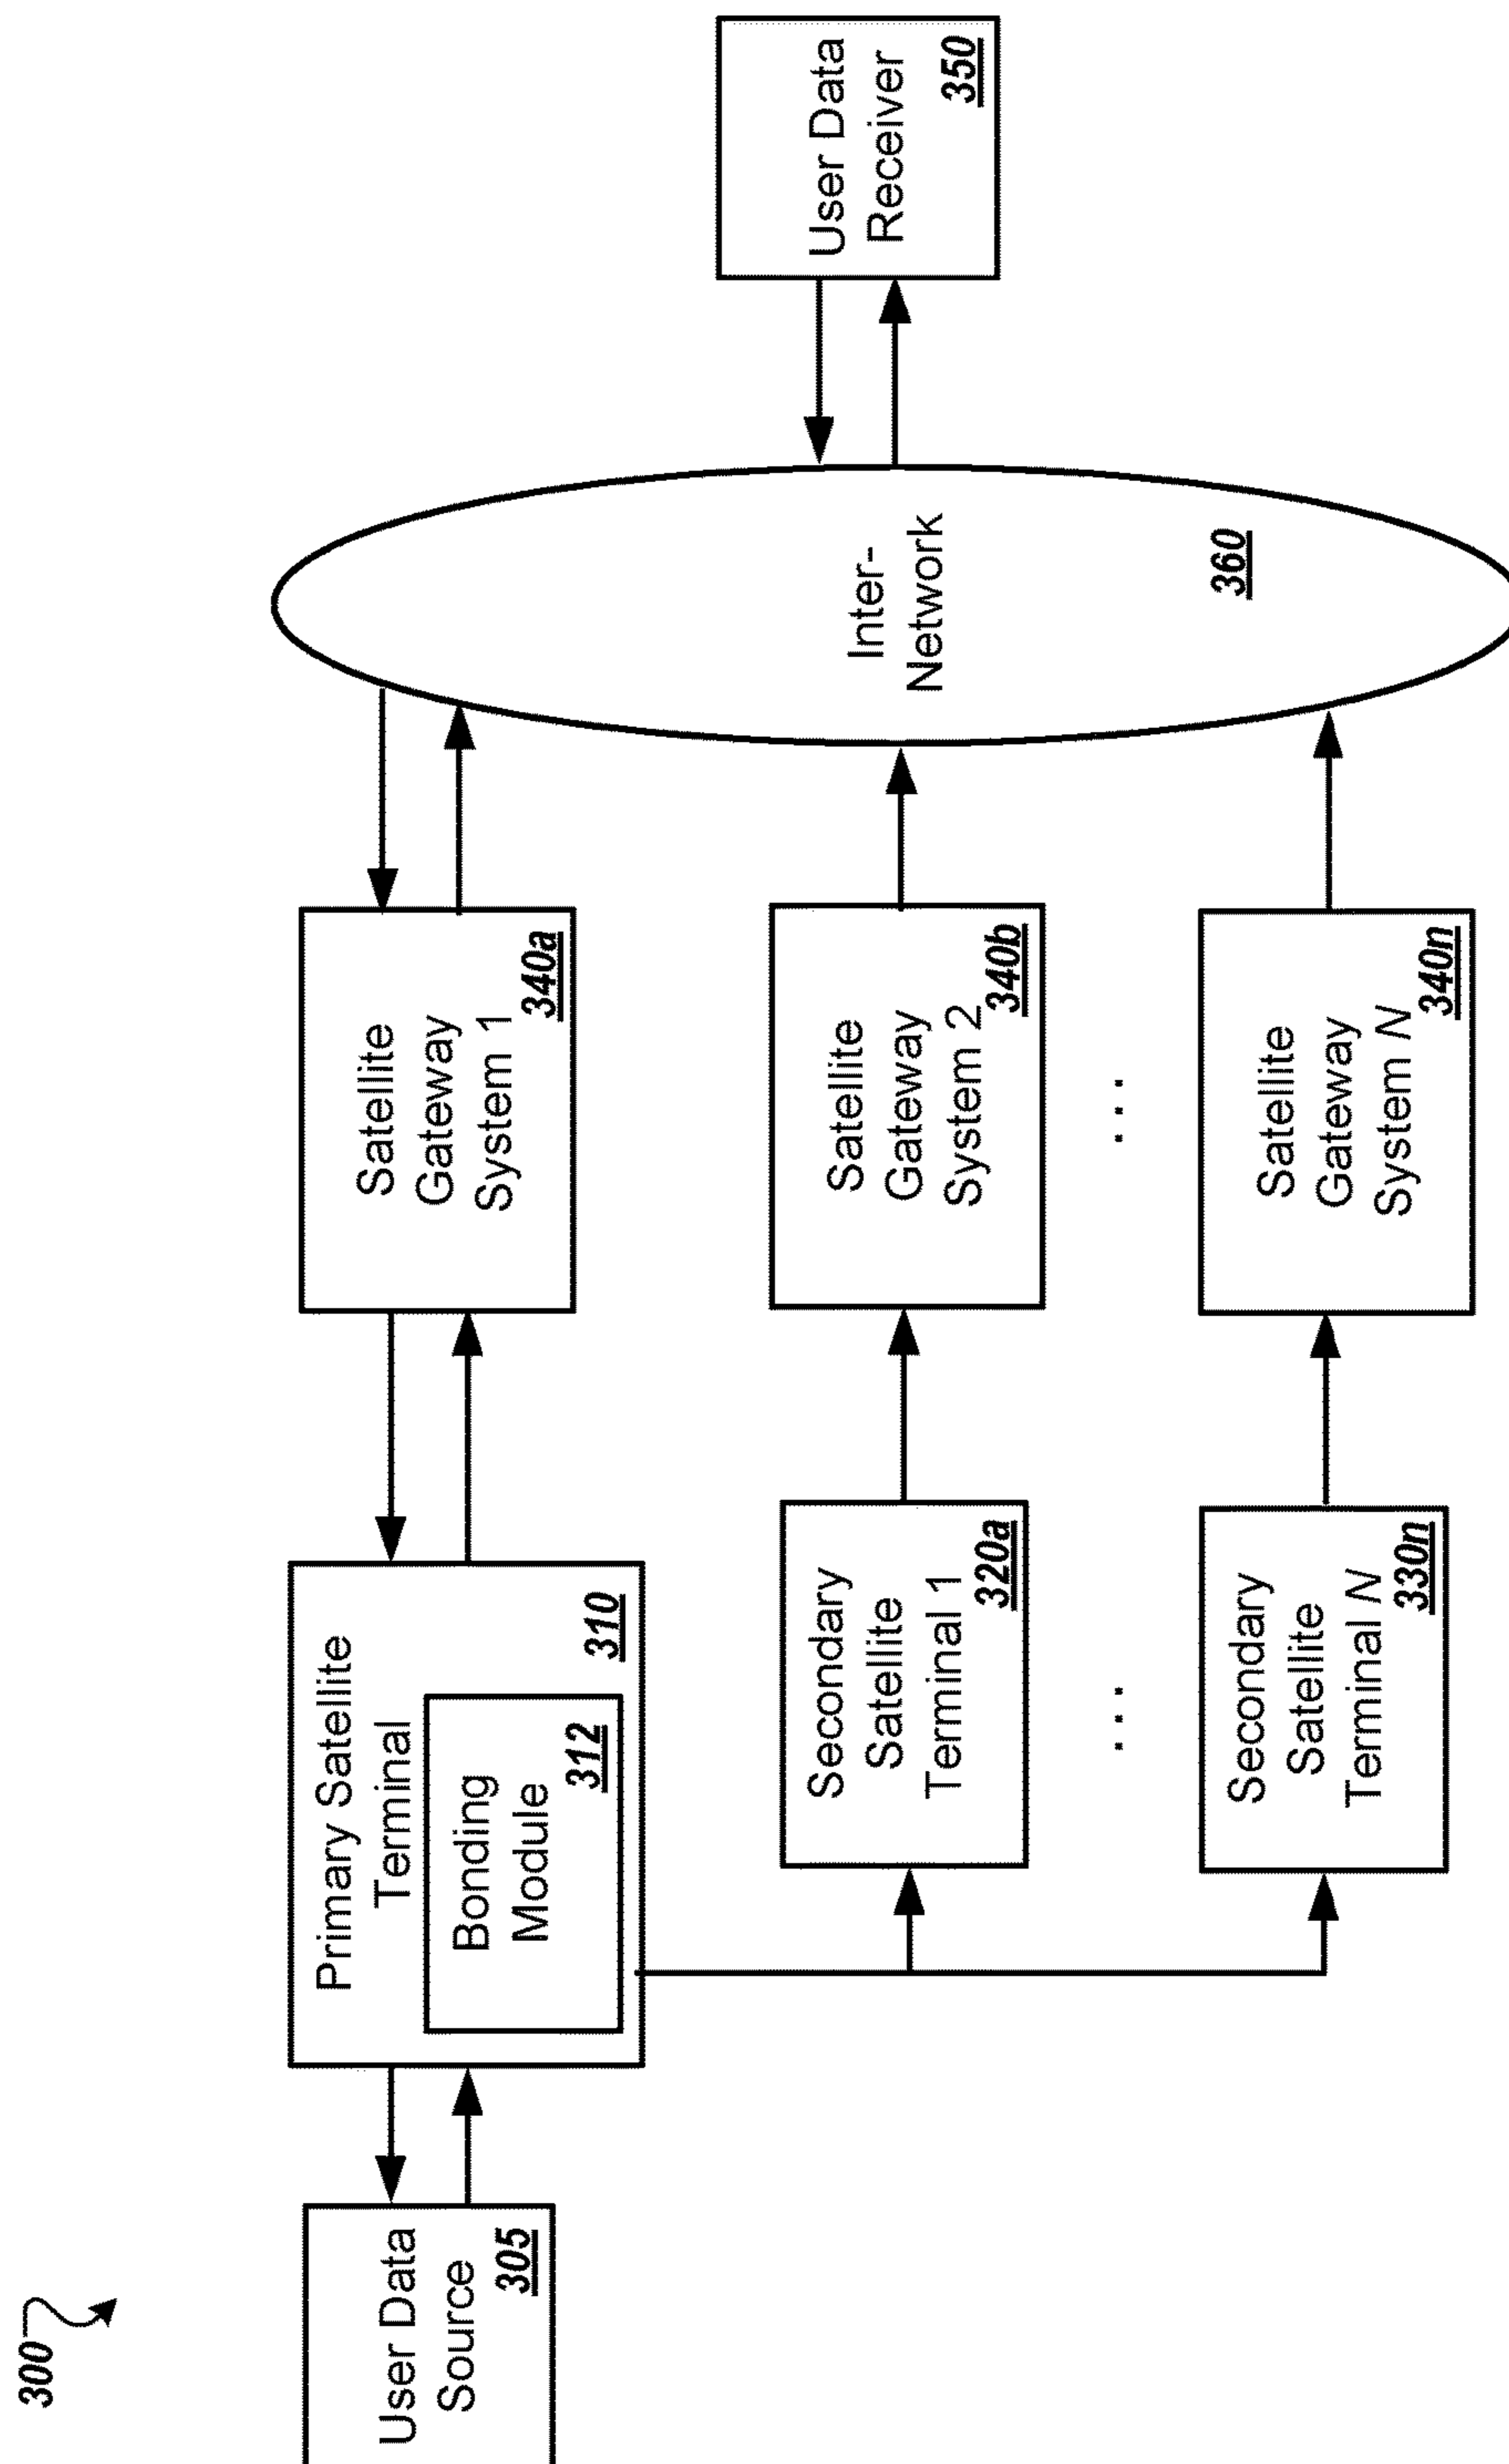 300
User Data
Source
305
Primary Satellite
Terminal
310
Bonding
Module
312
Secondary
Satellite
Terminal 1
320a
...
Secondary
Satellite
Terminal N
330n
Satellite
Gateway
System 1
340a
Satellite
Gateway
System 2
340b
...
Satellite
Gateway
System N
340n
Inter-
Network
360
User Data
Receiver
350